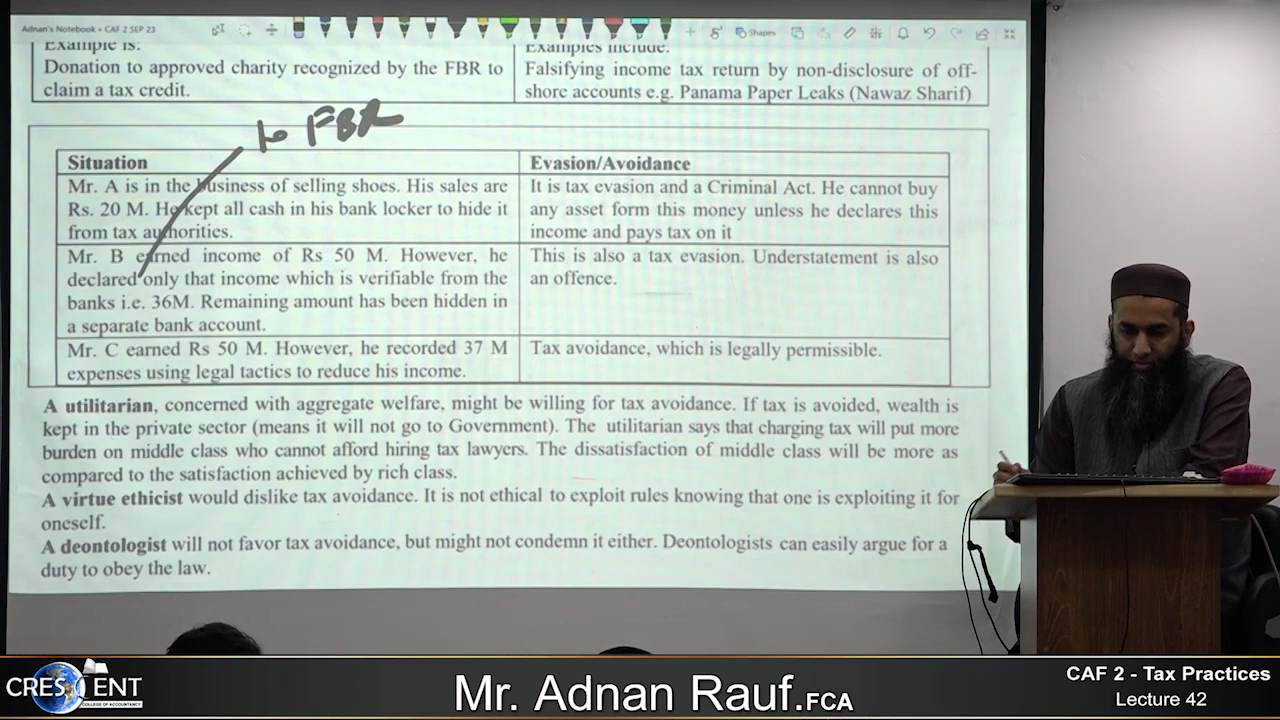 Adnan's Notebook » CAF 2 SEP 23
Shapes
Example is:
Donation to approved charity recognized by the FBR to
claim a tax credit.
Examples include:
Falsifying income tax return by non-disclosure of off-
shore accounts e.g. Panama Paper Leaks (Nawaz Sharif)
to FBR
Situation
Evasion/Avoidance
Mr. A is in the business of selling shoes. His sales are
Rs. 20 M. He kept all cash in his bank locker to hide it
from tax authorities.
It is tax evasion and a Criminal Act. He cannot buy
any asset form this money unless he declares this
income and pays tax on it
Mr. B earned income of Rs 50 M. However, he
declared only that income which is verifiable from the
banks i.e. 36M. Remaining amount has been hidden in
a separate bank account.
This is also a tax evasion. Understatement is also
an offence.
Mr. C earned Rs 50 M. However, he recorded 37 M
expenses using legal tactics to reduce his income.
Tax avoidance, which is legally permissible.
A utilitarian, concerned with aggregate welfare, might be willing for tax avoidance. If tax is avoided, wealth is
kept in the private sector (means it will not go to Government). The utilitarian says that charging tax will put more
burden on middle class who cannot afford hiring tax lawyers. The dissatisfaction of middle class will be more as
compared to the satisfaction achieved by rich class.
A virtue ethicist would dislike tax avoidance. It is not ethical to exploit rules knowing that one is exploiting it for
oneself.
A deontologist will not favor tax avoidance, but might not condemn it either. Deontologists can easily argue for a
duty to obey the law.
CRESCENT
COLLEGE OF ACCOUNTANCY
Mr. Adnan Rauf.FCA
CAF 2 - Tax Practices
Lecture 42